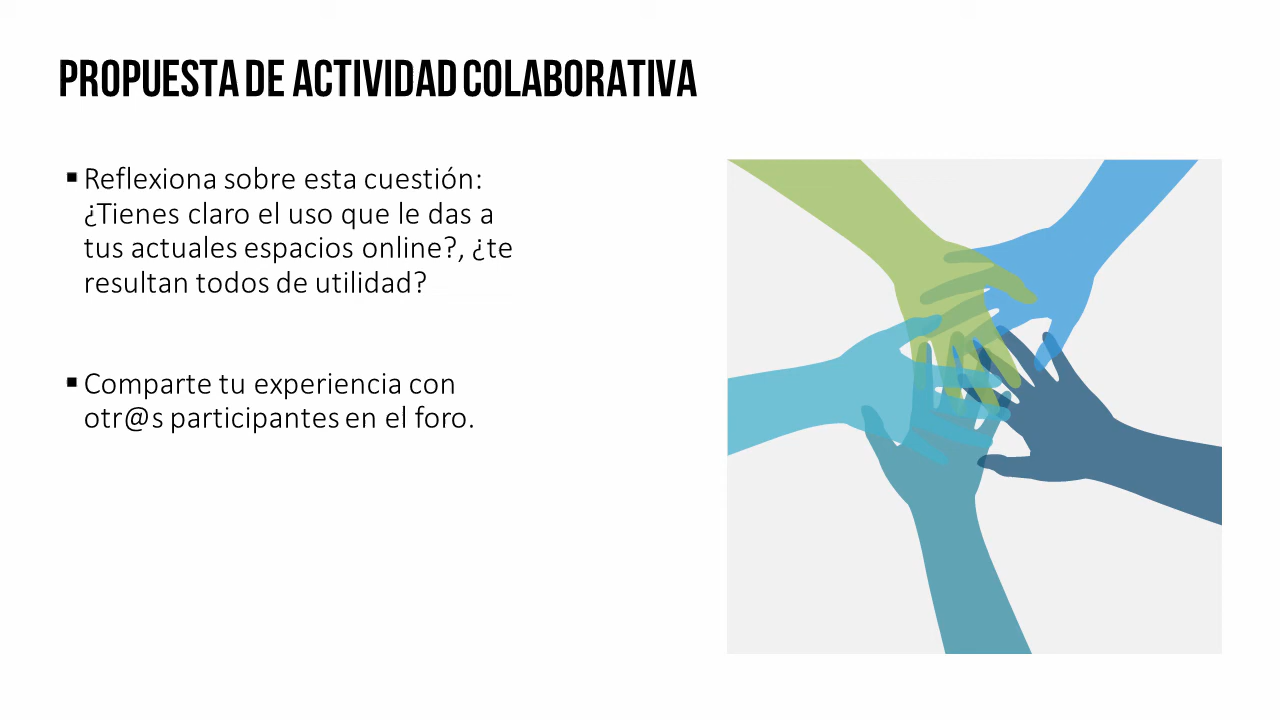 PROPUESTA DE ACTIVIDAD COLABORATIVA
▪ Reflexiona sobre esta cuestión:
¿Tienes claro el uso que le das a
tus actuales espacios online?, ¿te
resultan todos de utilidad?
▪ Comparte tu experiencia con
otr@s participantes en el foro.